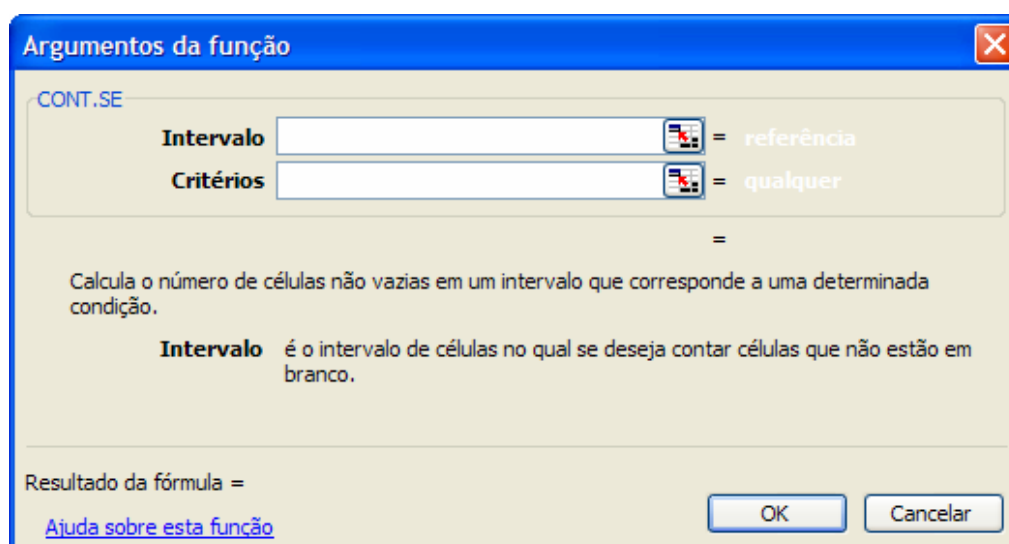 Argumentos da função
CONT.SE
Intervalo = referência
Critérios = qualquer
=
Calcula o número de células não vazias em um intervalo que corresponde a uma determinada
condição.
Intervalo é o intervalo de células no qual se deseja contar células que não estão em
branco.
Resultado da fórmula =
Ajuda sobre esta função
OK
Cancelar